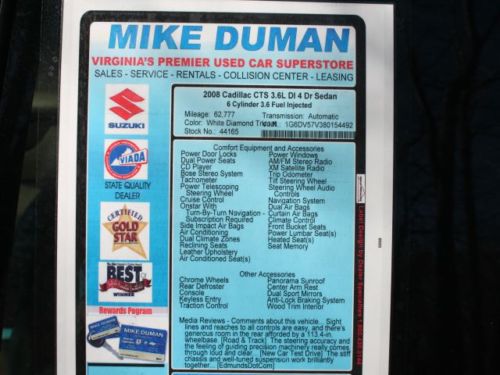 MIKE DUMAN
VIRGINIA'S PREMIER USED CAR SUPERSTORE
SALES - SERVICE - RENTALS - COLLISION CENTER - LEASING
SUZUKI
VIADA
STATE QUALITY
DEALER
CERTIFIED
GOLD
STAR
BEST
WINNER
Rewards Pogram
MIKE DUMAN
2008 Cadillac CTS 3.6L DI 4 Dr Sedan
6 Cylinder 3.6 Fuel Injected
Mileage: 62,777 Transmission: Automatic
Color: White Diamond 1G6DV57V380154492
Stock No.: 44165
Comfort Equipment and Accessories
Power Door Locks Power Windows
Dual Power Seats AM/FM Stereo Radio
CD Player XM Satellite Radio
Bose Stereo System Trip Odometer
Tachometer Tilt Steering Wheel
Power Telescoping Steering Wheel Audio
Steering Wheel Controls
Cruise Control Navigation System
Onstar With Dual Air Bags
Turn-By-Turn Navigation - Curtain Air Bags
Subscription Required Climate Control
Side Impact Air Bags Front Bucket Seats
Air Conditioning Power Lumbar Seat(s)
Dual Climate Zones Heated Seat(s)
Reclining Seats Seat Memory
Leather Upholstery
Air Conditioned Seat(s)
Other Accessories
Chrome Wheels Panorama Sunroof
Rear Defroster Center Arm Rest
Console Dual Sport Mirrors
Keyless Entry Anti-Lock Braking System
Traction Control Wood Trim Interior
Media Reviews - Comments about this vehicle... Sight
lines and reaches to all controls are easy, and there's
generous room in the rear afforded by a 113.4-in.
wheelbase. [Road & Track] The steering accuracy and
the feeling of guiding precision machinery really comes
through loud and clear... [New Car Test Drive] The stiff
chassis and well-tuned suspension work brilliantly
together... [EdmundsDotCom]